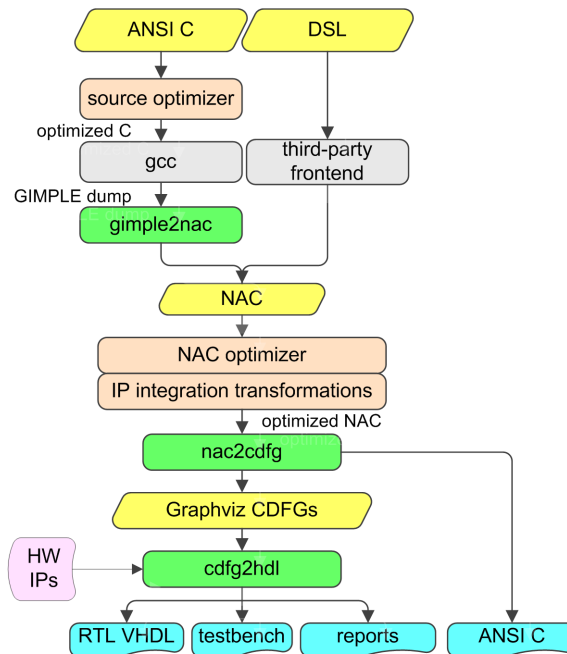 ANSI C
DSL
source optimizer
optimized C
gcc
third-party
frontend
GIMPLE dump
gimple2nac
NAC
NAC optimizer
IP integration transformations
optimized NAC
nac2cdfg
Graphviz CDFGs
HW
IPs
cdfg2hdl
RTL VHDL
testbench
reports
ANSI C